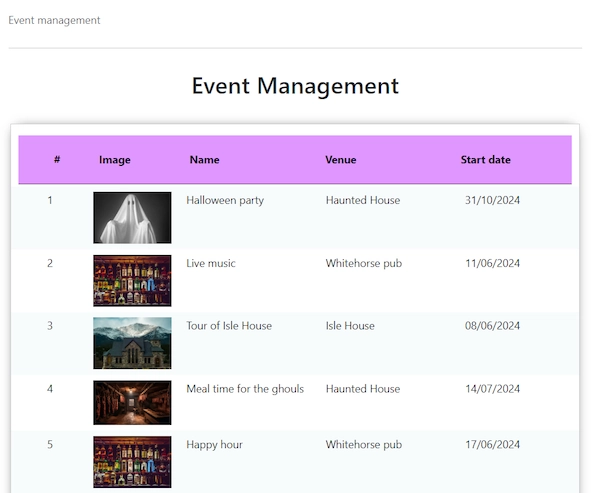 Event management
Event Management
# Image Name Venue Start date
1 Halloween party Haunted House 31/10/2024
2 Live music Whitehorse pub 11/06/2024
3 Tour of Isle House Isle House 08/06/2024
4 Meal time for the ghouls Haunted House 14/07/2024
5 Happy hour Whitehorse pub 17/06/2024